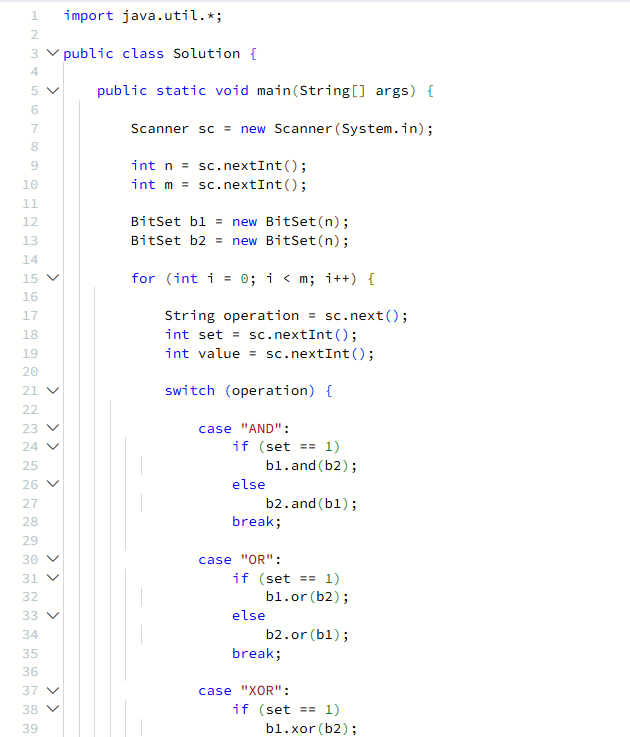 1 import java.util.*;
2
3 public class Solution {
4
5 public static void main(String[] args) {
6
7 Scanner sc = new Scanner(System.in);
8
9 int n = sc.nextInt();
10 int m = sc.nextInt();
11
12 BitSet b1 = new BitSet(n);
13 BitSet b2 = new BitSet(n);
14
15 for (int i = 0; i < m; i++) {
16
17 String operation = sc.next();
18 int set = sc.nextInt();
19 int value = sc.nextInt();
20
21 switch (operation) {
22
23 case "AND":
24 if (set == 1)
25 b1.and(b2);
26 else
27 b2.and(b1);
28 break;
29
30 case "OR":
31 if (set == 1)
32 b1.or(b2);
33 else
34 b2.or(b1);
35 break;
36
37 case "XOR":
38 if (set == 1)
39 b1.xor(b2);